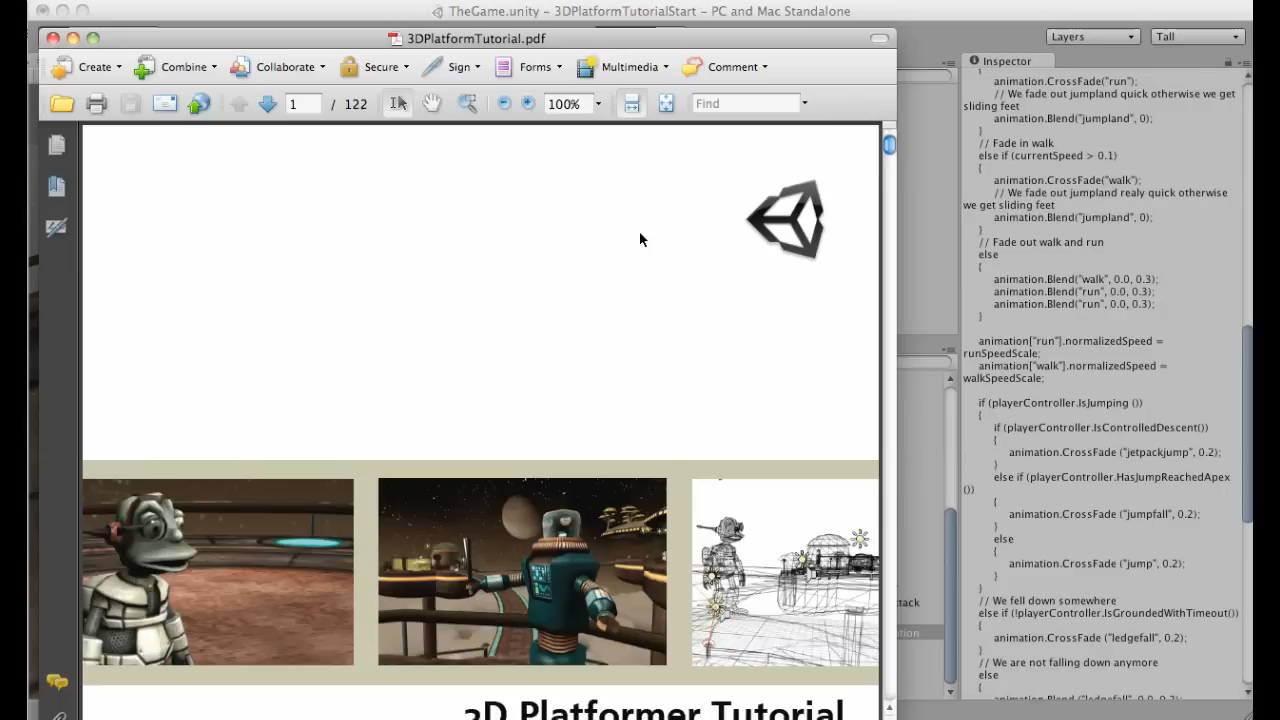 TheGame.unity – 3DPlatformTutorialStart – PC and Mac Standalone
3DPlatformTutorial.pdf
Create
Combine
Collaborate
Secure
Sign
Forms
Multimedia
Comment
1 / 122
100%
Find
3D Platformer Tutorial
Layers
Tall
Inspector
}
animation.CrossFade("run");
// We fade out jumpland quick otherwise we get
sliding feet
animation.Blend("jumpland", 0);
}
// Fade in walk
else if (currentSpeed > 0.1)
{
animation.CrossFade("walk");
// We fade out jumpland realy quick otherwise
we get sliding feet
animation.Blend("jumpland", 0);
}
// Fade out walk and run
else
{
animation.Blend("walk", 0.0, 0.3);
animation.Blend("run", 0.0, 0.3);
animation.Blend("run", 0.0, 0.3);
}
animation["run"].normalizedSpeed =
runSpeedScale;
animation["walk"].normalizedSpeed =
walkSpeedScale;
if (playerController.IsJumping ())
{
if (playerController.IsControlledDescent())
{
animation.CrossFade ("jetpackjump", 0.2);
}
else if (playerController.HasJumpReachedApex
())
{
animation.CrossFade ("jumpfall", 0.2);
}
else
{
animation.CrossFade ("jump", 0.2);
}
}
// We fell down somewhere
else if (!playerController.IsGroundedWithTimeout())
{
animation.CrossFade ("ledgefall", 0.2);
}
// We are not falling down anymore
else
{
animation.Blend ("ledgefall", 0.0, 0.2);